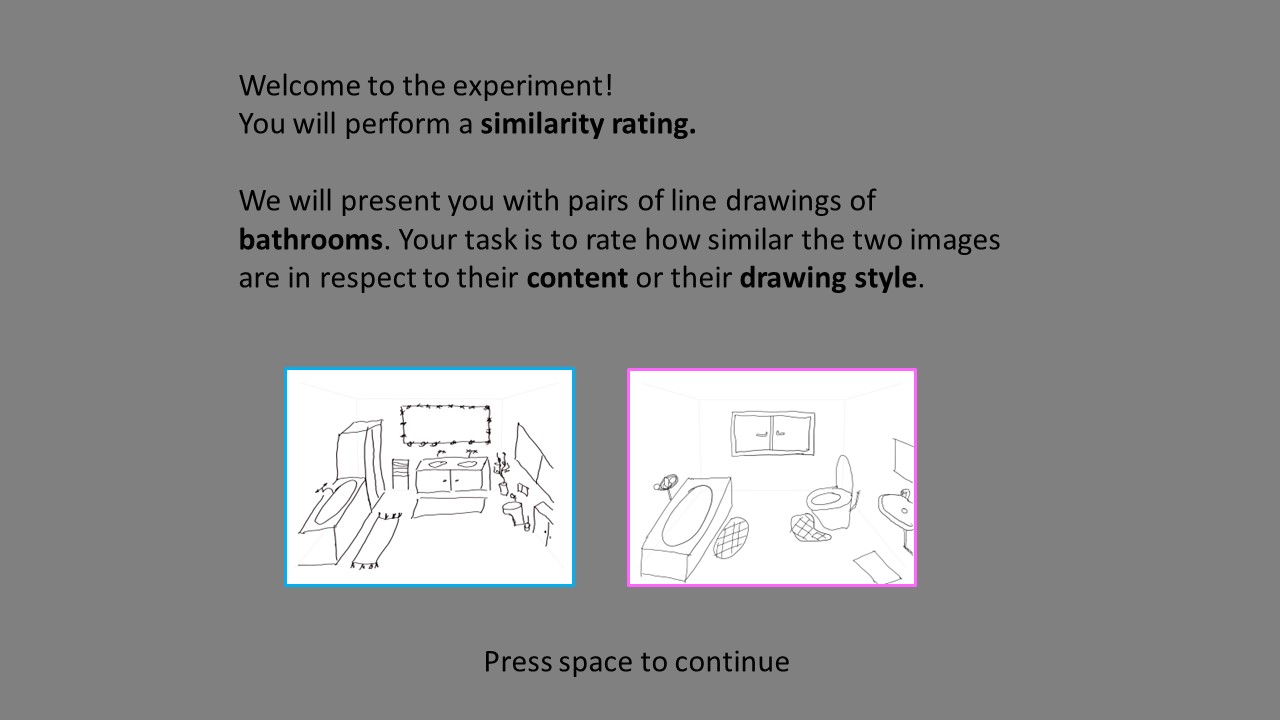 Welcome to the experiment!
You will perform a similarity rating.
We will present you with pairs of line drawings of
bathrooms. Your task is to rate how similar the two images
are in respect to their content or their drawing style.
Press space to continue